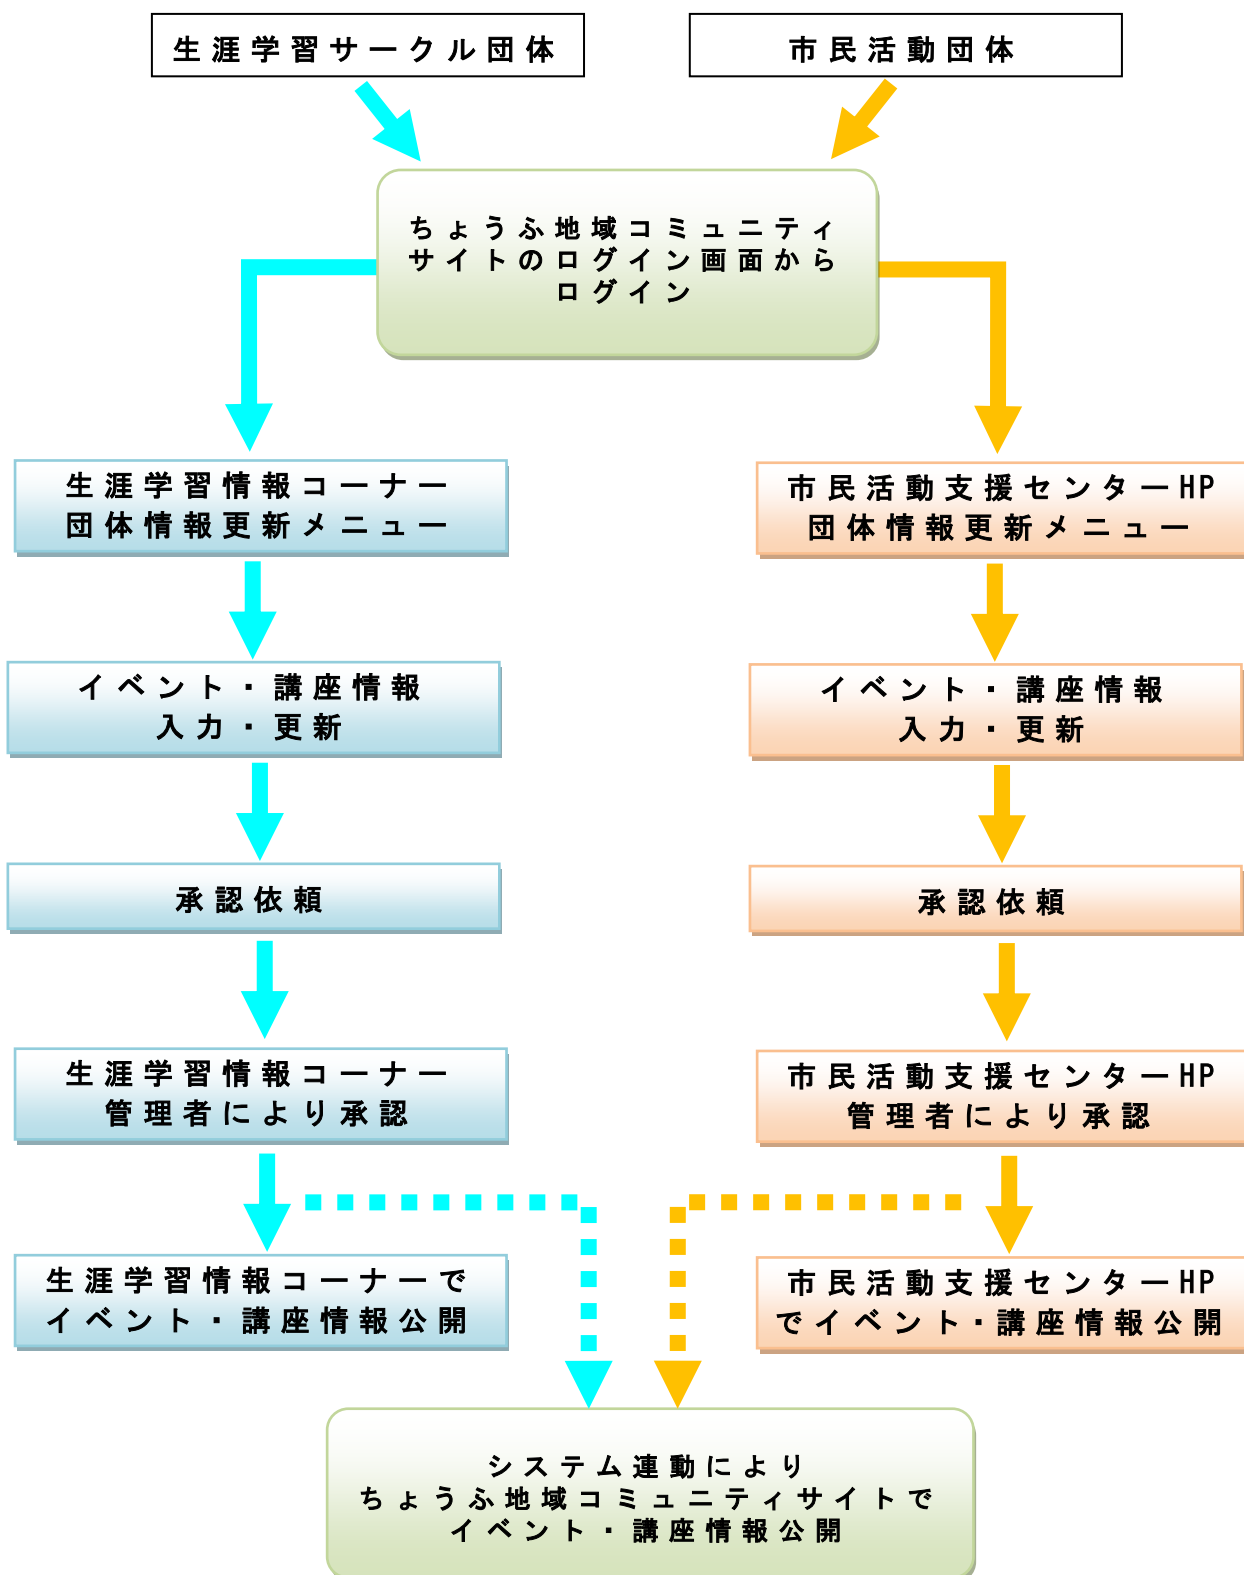 生涯学習サークル団体
市民活動団体
ちょうふ地域コミュニティ
サイトのログイン画面から
ログイン
生涯学習情報コーナー
団体情報更新メニュー
市民活動支援センターHP
団体情報更新メニュー
イベント・講座情報
入力・更新
イベント・講座情報
入力・更新
承認依頼
承認依頼
生涯学習情報コーナー
管理者により承認
市民活動支援センターHP
管理者により承認
生涯学習情報コーナーで
イベント・講座情報公開
市民活動支援センターHP
でイベント・講座情報公開
システム連動により
ちょうふ地域コミュニティサイトで
イベント・講座情報公開